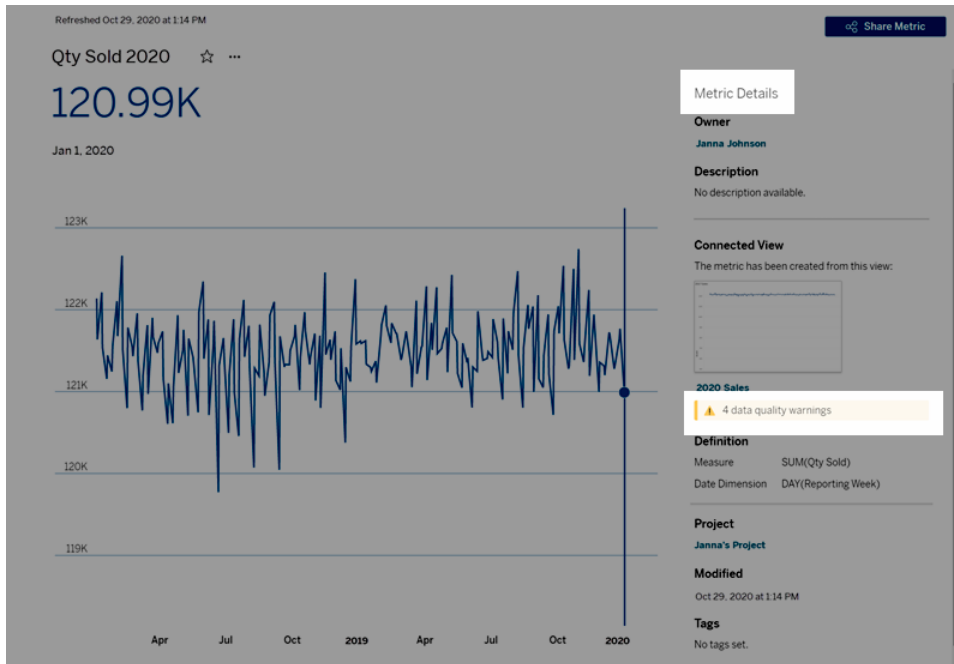 Refreshed Oct 29, 2020 at 1:14 PM
Share Metric
Qty Sold 2020
120.99K
Jan 1, 2020
123K
122K
121K
120K
119K
Apr
Jul
Oct
2019
Apr
Jul
Oct
2020
Metric Details
Owner
Janna Johnson
Description
No description available.
Connected View
The metric has been created from this view:
2020 Sales
4 data quality warnings
Definition
Measure SUM(Qty Sold)
Date Dimension DAY(Reporting Week)
Project
Janna's Project
Modified
Oct 29, 2020 at 1:14 PM
Tags
No tags set.